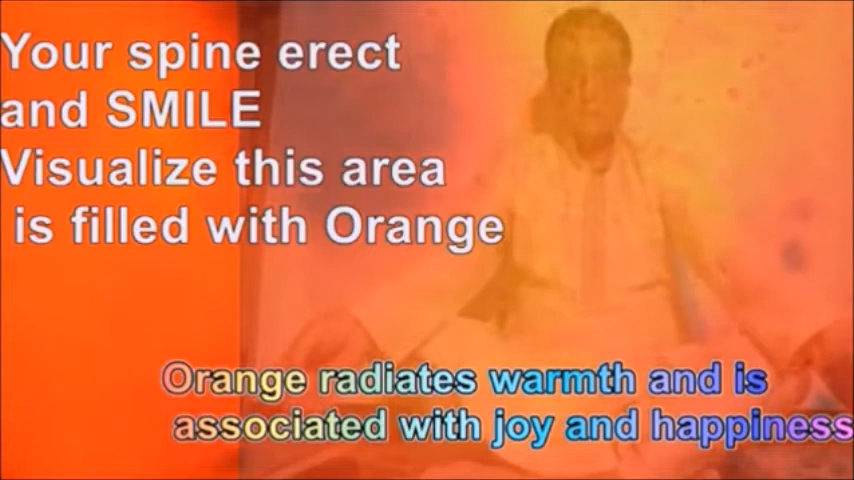 Your spine erect
and SMILE
Visualize this area
is filled with Orange
Orange radiates warmth and is
associated with joy and happiness